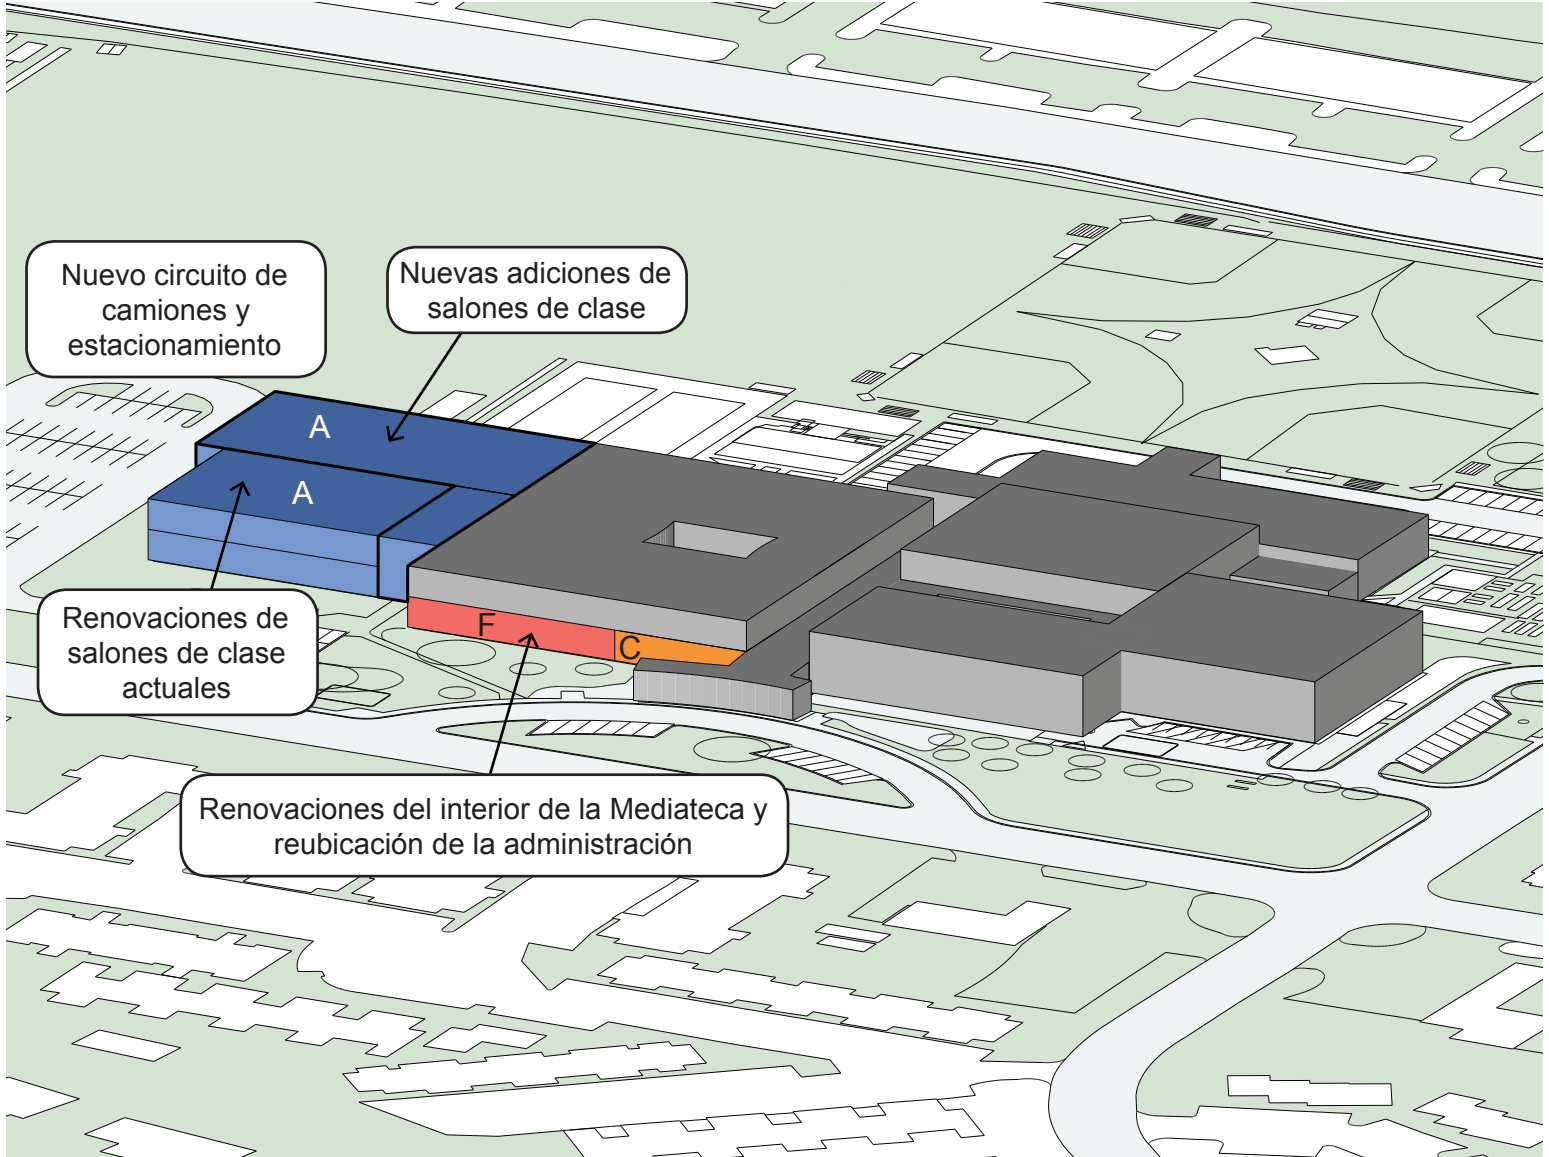 Nuevo circuito de
camiones y
estacionamiento
Nuevas adiciones de
salones de clase
A
A
Renovaciones de
salones de clase
actuales
F
C
Renovaciones del interior de la Mediateca y
reubicación de la administración